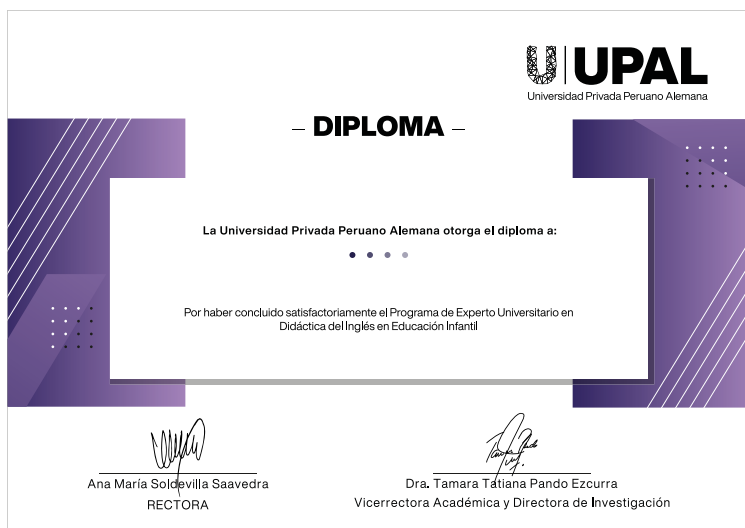 UPAL
Universidad Privada Peruano Alemana
– DIPLOMA –
La Universidad Privada Peruano Alemana otorga el diploma a:
Por haber concluido satisfactoriamente el Programa de Experto Universitario en
Didáctica del Inglés en Educación Infantil
Ana María Soldevilla Saavedra
RECTORA
Dra. Tamara Tatiana Pando Ezcurra
Vicerrectora Académica y Directora de Investigación